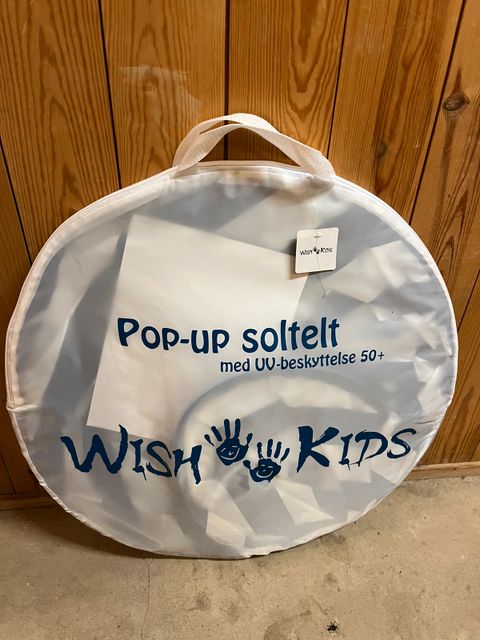 WISH KIDS
Pop-up soltelt
med UV-beskyttelse 50+
WISH KIDS